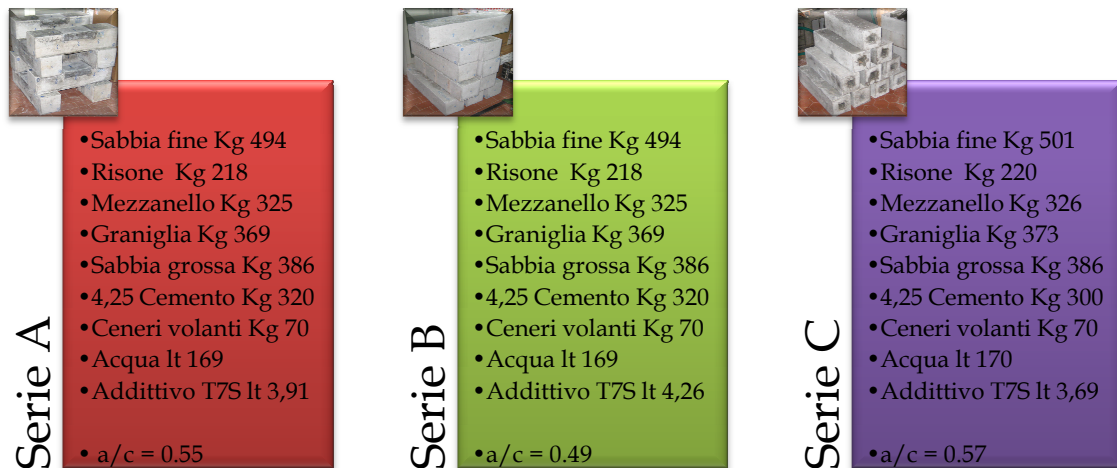 Serie A
•Sabbia fine Kg 494
•Risone Kg 218
•Mezzanello Kg 325
•Graniglia Kg 369
•Sabbia grossa Kg 386
•4,25 Cemento Kg 320
•Ceneri volanti Kg 70
•Acqua lt 169
•Addittivo T7S lt 3,91
• a/c = 0.55
Serie B
•Sabbia fine Kg 494
•Risone Kg 218
•Mezzanello Kg 325
•Graniglia Kg 369
•Sabbia grossa Kg 386
•4,25 Cemento Kg 320
•Ceneri volanti Kg 70
•Acqua lt 169
•Addittivo T7S lt 4,26
•a/c = 0.49
Serie C
•Sabbia fine Kg 501
•Risone Kg 220
•Mezzanello Kg 326
•Graniglia Kg 373
•Sabbia grossa Kg 386
•4,25 Cemento Kg 300
•Ceneri volanti Kg 70
•Acqua lt 170
•Addittivo T7S lt 3,69
•a/c = 0.57